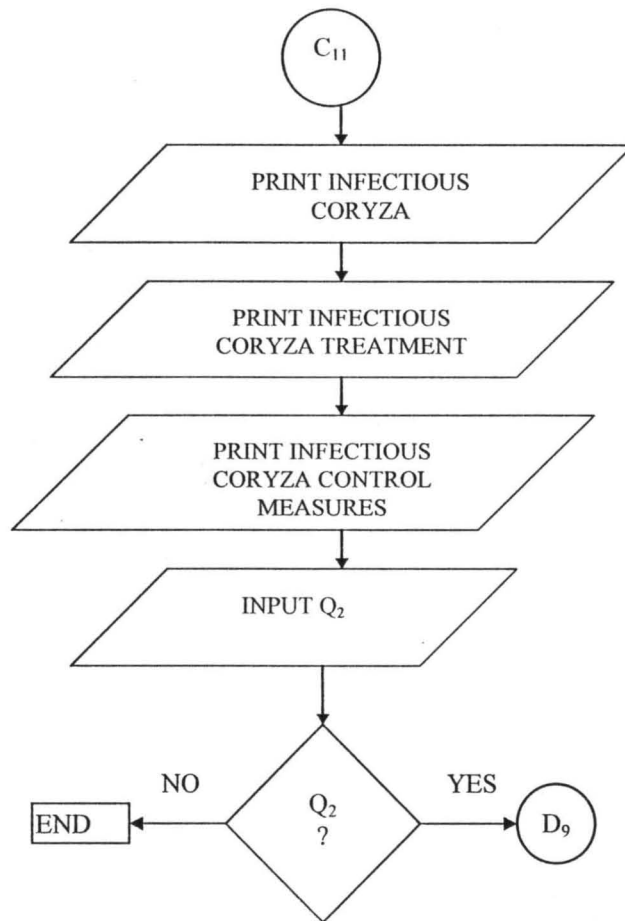 C₁₁
PRINT INFECTIOUS
CORYZA
PRINT INFECTIOUS
CORYZA TREATMENT
PRINT INFECTIOUS
CORYZA CONTROL
MEASURES
INPUT Q₂
NO
YES
Q₂
?
END
D₉